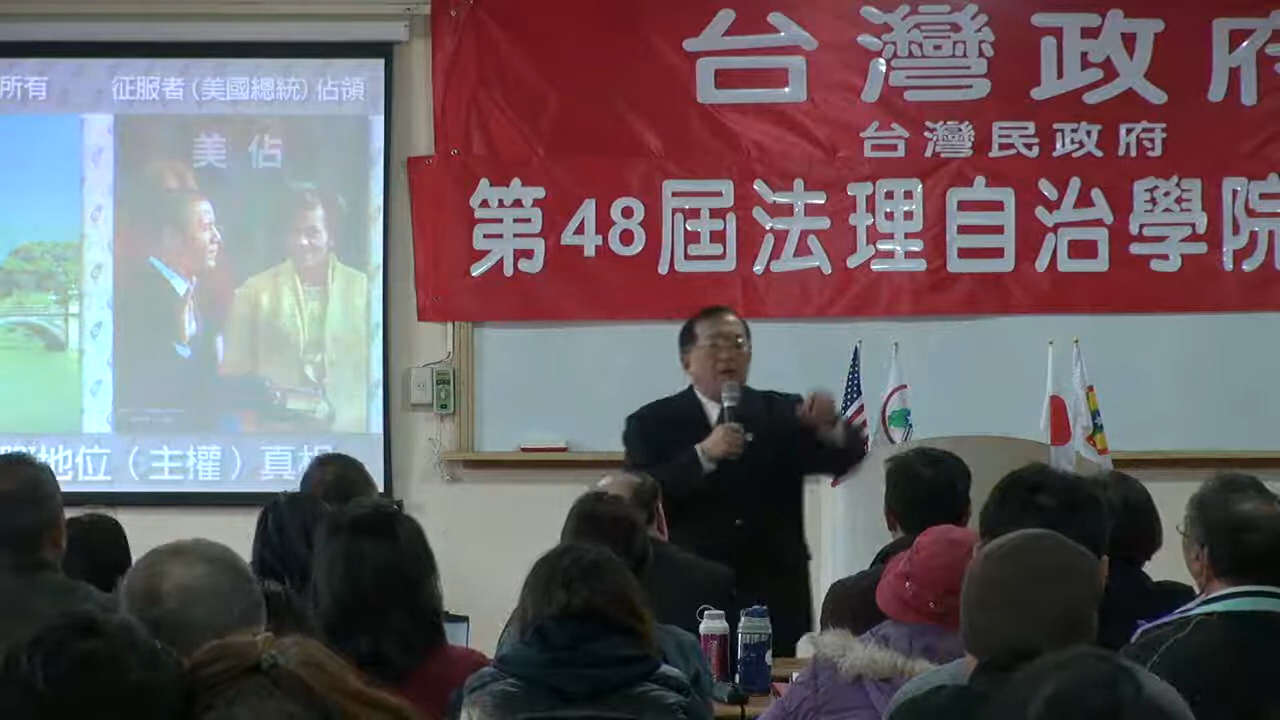 所有 征服者(美國總統)佔領
美佔
地位(主權)真相
台灣政府
台灣民政府
第48屆法理自治學院